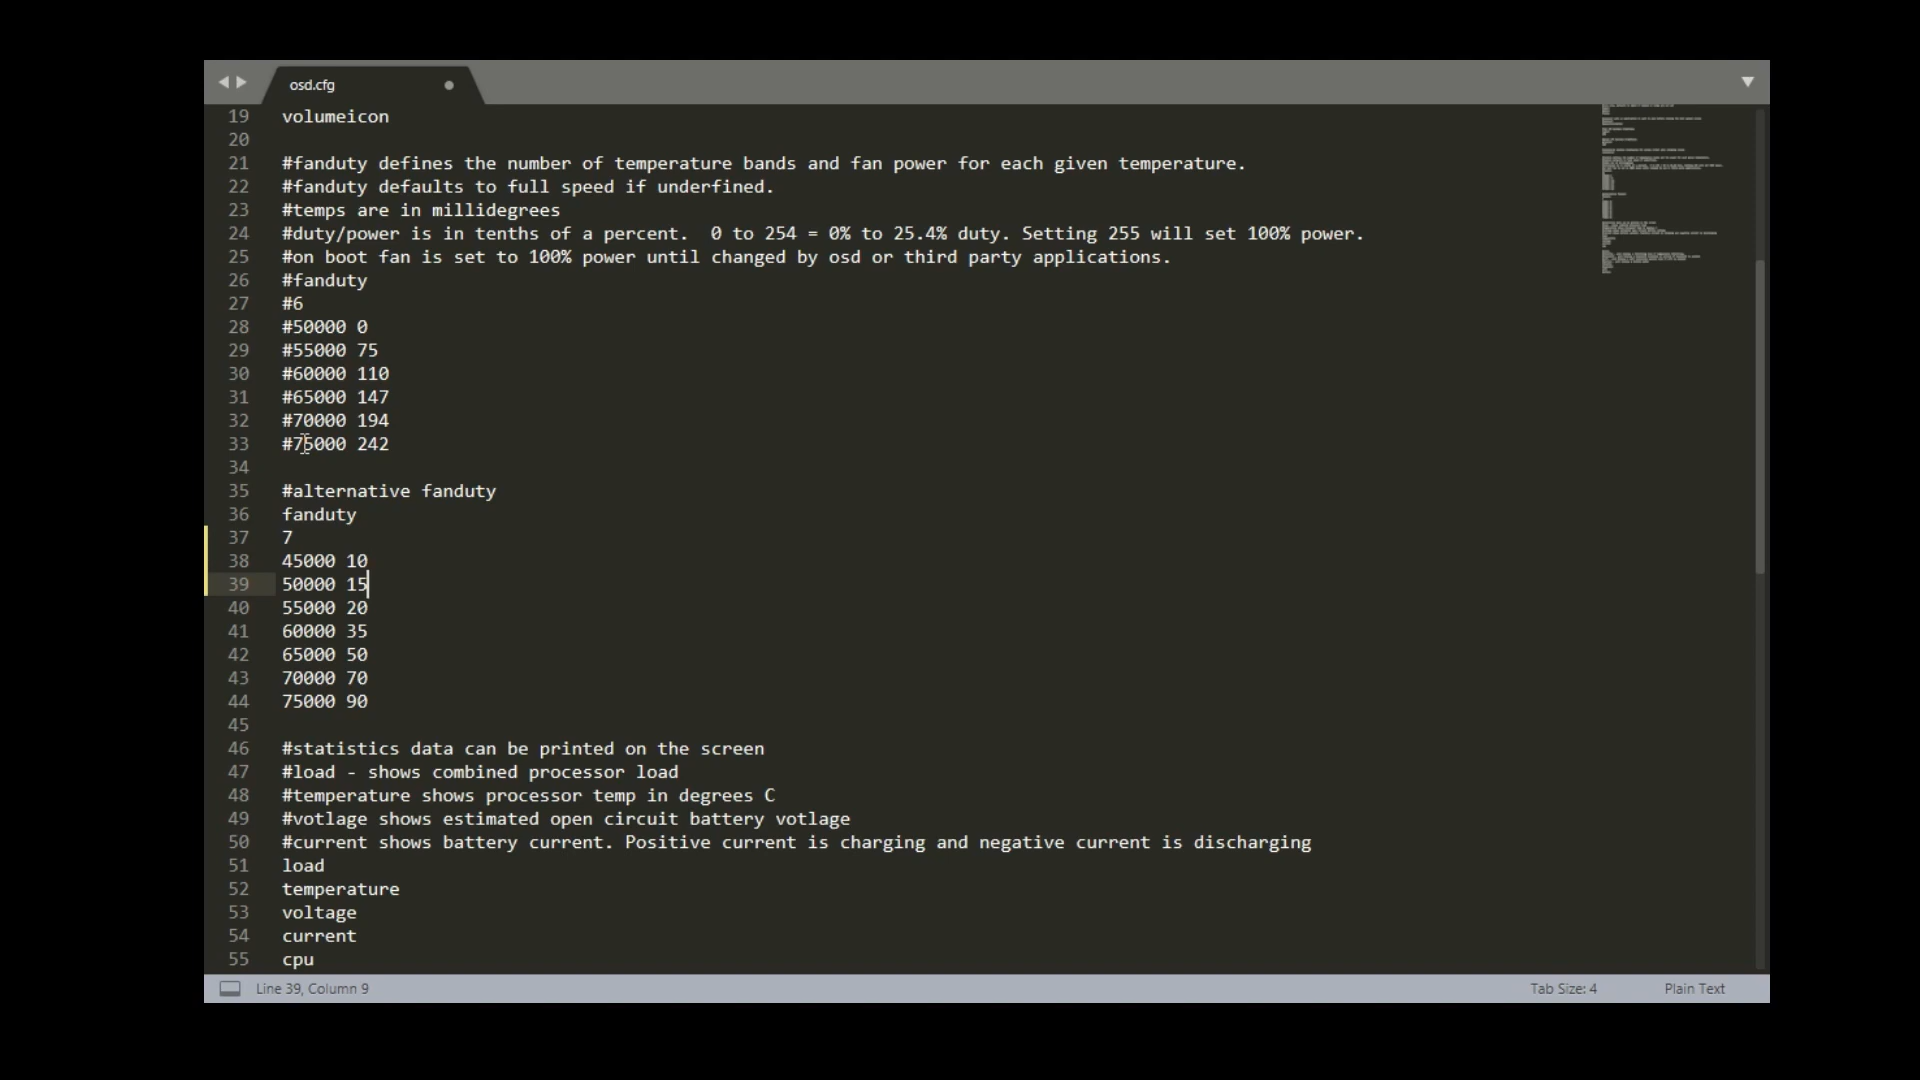 osd.cfg
19 volumeicon
20
21 #fanduty defines the number of temperature bands and fan power for each given temperature.
22 #fanduty defaults to full speed if underfined.
23 #temps are in millidegrees
24 #duty/power is in tenths of a percent.  0 to 254 = 0% to 25.4% duty. Setting 255 will set 100% power.
25 #on boot fan is set to 100% power until changed by osd or third party applications.
26 #fanduty
27 #6
28 #50000 0
29 #55000 75
30 #60000 110
31 #65000 147
32 #70000 194
33 #75000 242
34
35 #alternative fanduty
36 fanduty
37 7
38 45000 10
39 50000 15
40 55000 20
41 60000 35
42 65000 50
43 70000 70
44 75000 90
45
46 #statistics data can be printed on the screen
47 #load - shows combined processor load
48 #temperature shows processor temp in degrees C
49 #votlage shows estimated open circuit battery votlage
50 #current shows battery current. Positive current is charging and negative current is discharging
51 load
52 temperature
53 voltage
54 current
55 cpu
Line 39, Column 9 Tab Size: 4 Plain Text